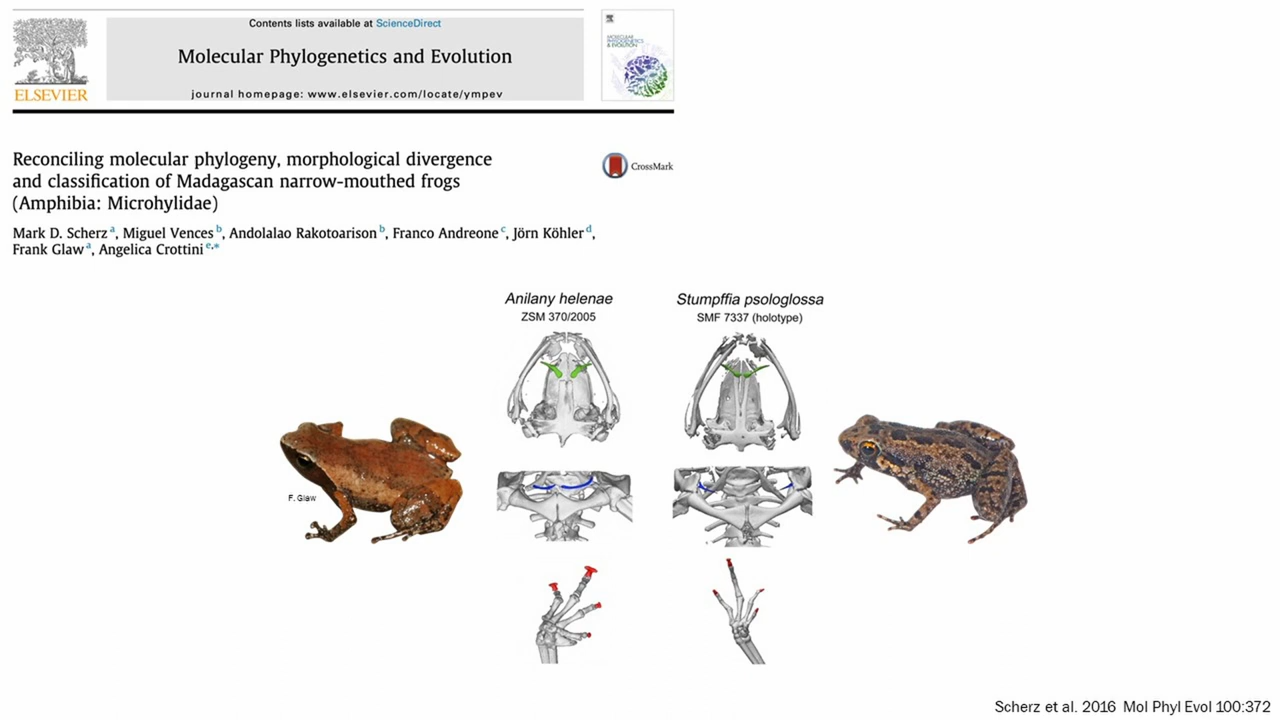 Contents lists available at ScienceDirect
Molecular Phylogenetics and Evolution
journal homepage: www.elsevier.com/locate/ympev
ELSEVIER
MOLECULAR
PHYLOGENETICS
& EVOLUTION
Reconciling molecular phylogeny, morphological divergence
and classification of Madagascan narrow-mouthed frogs
(Amphibia: Microhylidae)
CrossMark
Mark D. Scherz a, Miguel Vences b, Andolalao Rakotoarison b, Franco Andreone c, Jörn Köhler d,
Frank Glaw a, Angelica Crottini e,*
Anilany helenae
ZSM 370/2005
Stumpffia psologlossa
SMF 7337 (holotype)
F. Glaw
Scherz et al. 2016 Mol Phyl Evol 100:372